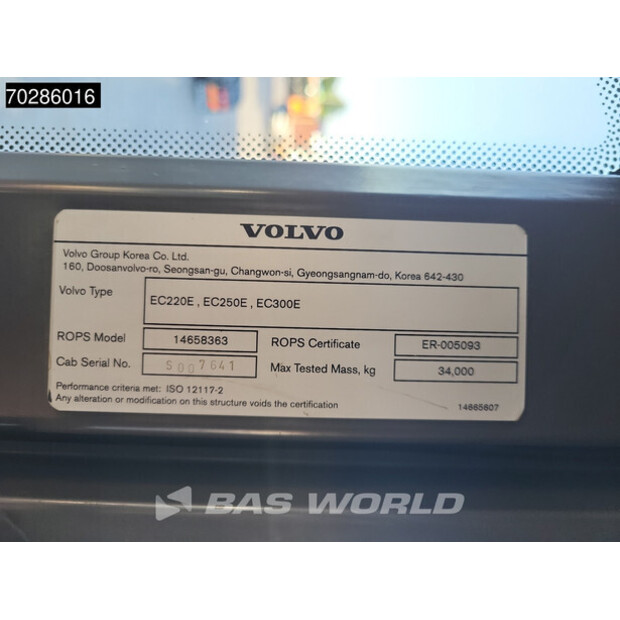 70286016
VOLVO
Volvo Group Korea Co. Ltd.
160, Doosanvolvo-ro, Seongsan-gu, Changwon-si, Gyeongsangnam-do, Korea 642-430
Volvo Type EC220E , EC250E , EC300E
ROPS Model 14658363 ROPS Certificate ER-005093
Cab Serial No. S007641 Max Tested Mass, kg 34,000
Performance criteria met: ISO 12117-2
Any alteration or modification on this structure voids the certification 14665607
BAS WORLD